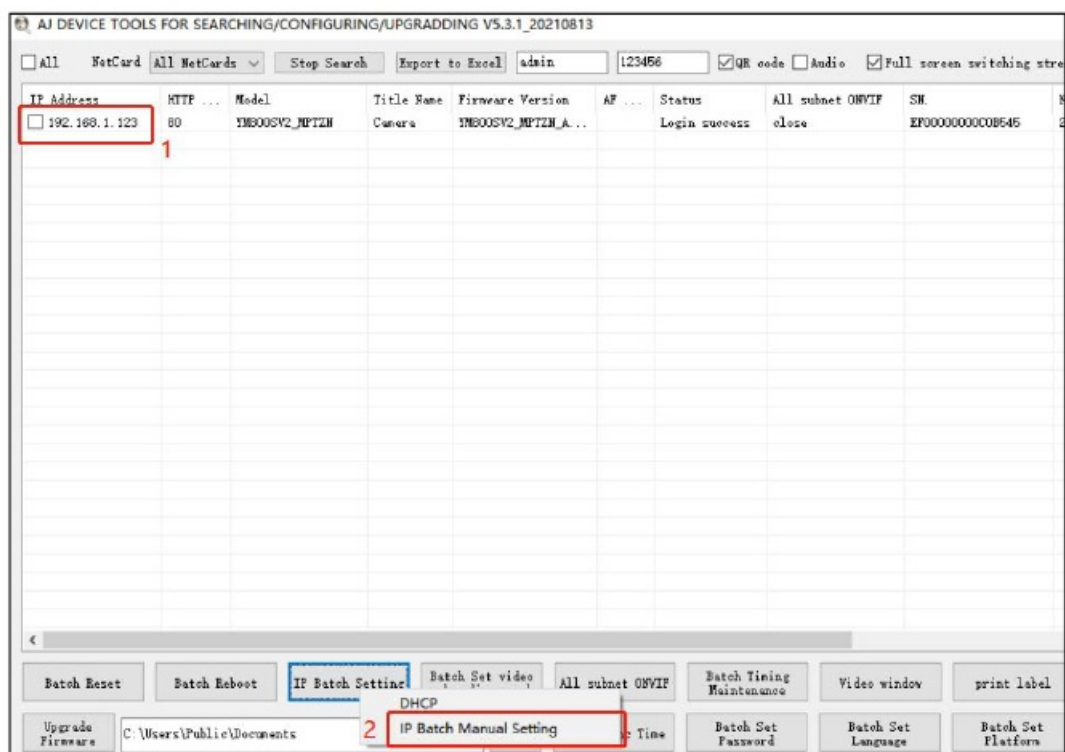 AJ DEVICE TOOLS FOR SEARCHING/CONFIGURING/UPGRADDING V5.3.1_20210813
All NetCard All NetCards Stop Search Export to Excel admin 123456 QR code Audio Full screen switching stre
IP Address HTTP ... Model Title Name Firmware Version AF ... Status All subnet ONVIF SN.
192.168.1.123 80 YM800SV2_MPTZH Camera YM800SV2_MPTZH_A... Login success close
1
Batch Reset Batch Reboot IP Batch Setting Batch Set video All subnet ONVIF Batch Timing Maintenance Video window print label
DHCP
Upgrade Firmware C:\Users\Public\Documents 2 IP Batch Manual Setting Time Batch Set Password Batch Set Language Batch Set Platform